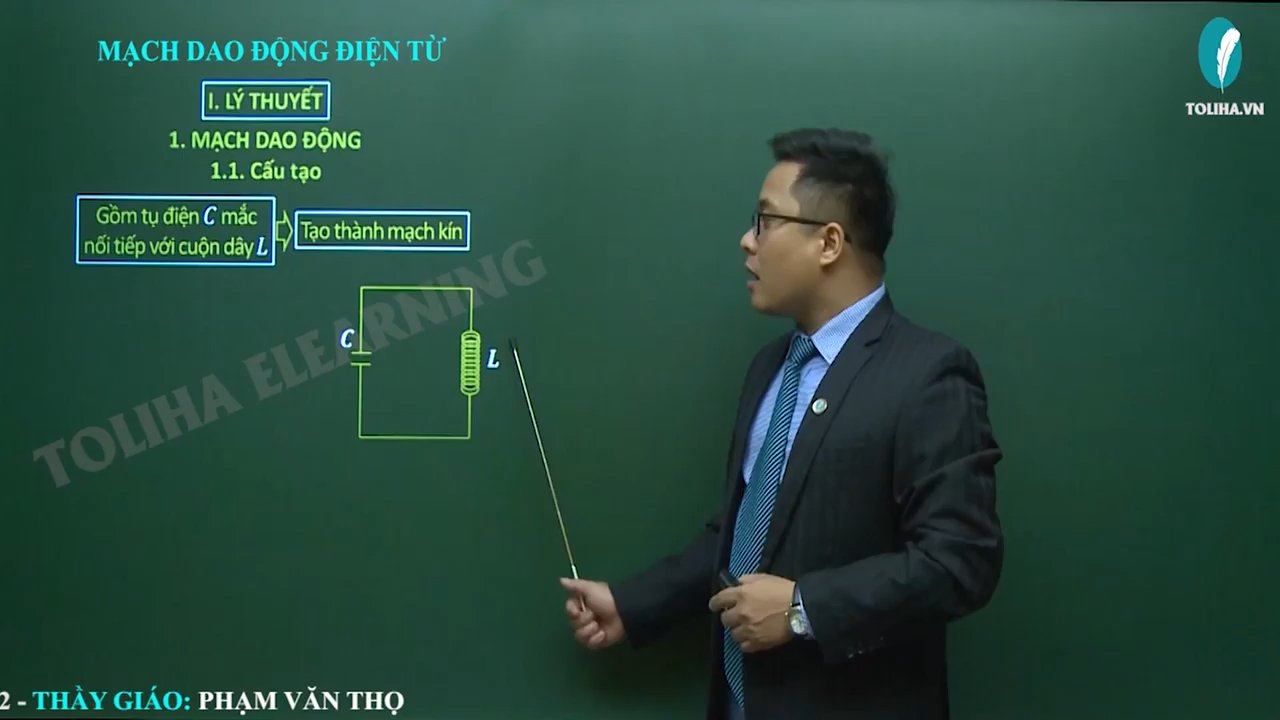 MẠCH DAO ĐỘNG ĐIỆN TỪ
TOLIHA.VN
I. LÝ THUYẾT
1. MẠCH DAO ĐỘNG
1.1. Cấu tạo
Gồm tụ điện C mắc
nối tiếp với cuộn dây L
Tạo thành mạch kín
C
L
TOLIHA ELEARNING
2 - THẦY GIÁO: PHẠM VĂN THỌ